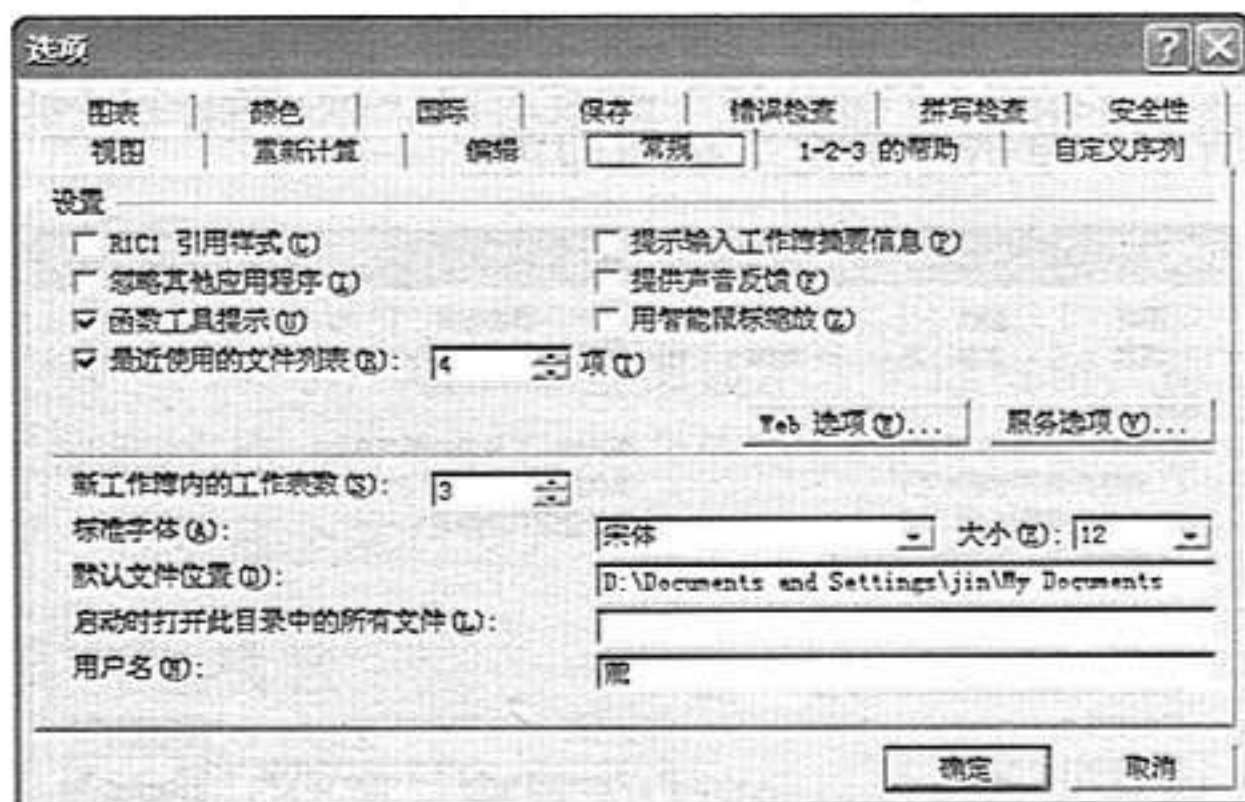 选项
图表 颜色 国际 保存 错误检查 拼写检查 安全性
视图 重新计算 编辑 常规 1-2-3 的帮助 自定义序列
设置
R1C1 引用样式(C) 提示输入工作簿摘要信息(P)
忽略其他应用程序(I) 提供声音反馈(F)
函数工具提示(U) 用智能鼠标缩放(Z)
最近使用的文件列表(R): 4 项(T)
Web 选项(T)... 服务选项(V)...
新工作簿内的工作表数(S): 3
标准字体(A): 宋体 大小(E): 12
默认文件位置(D): D:\Documents and Settings\jin\My Documents
启动时打开此目录中的所有文件(L):
用户名(N):
确定 取消